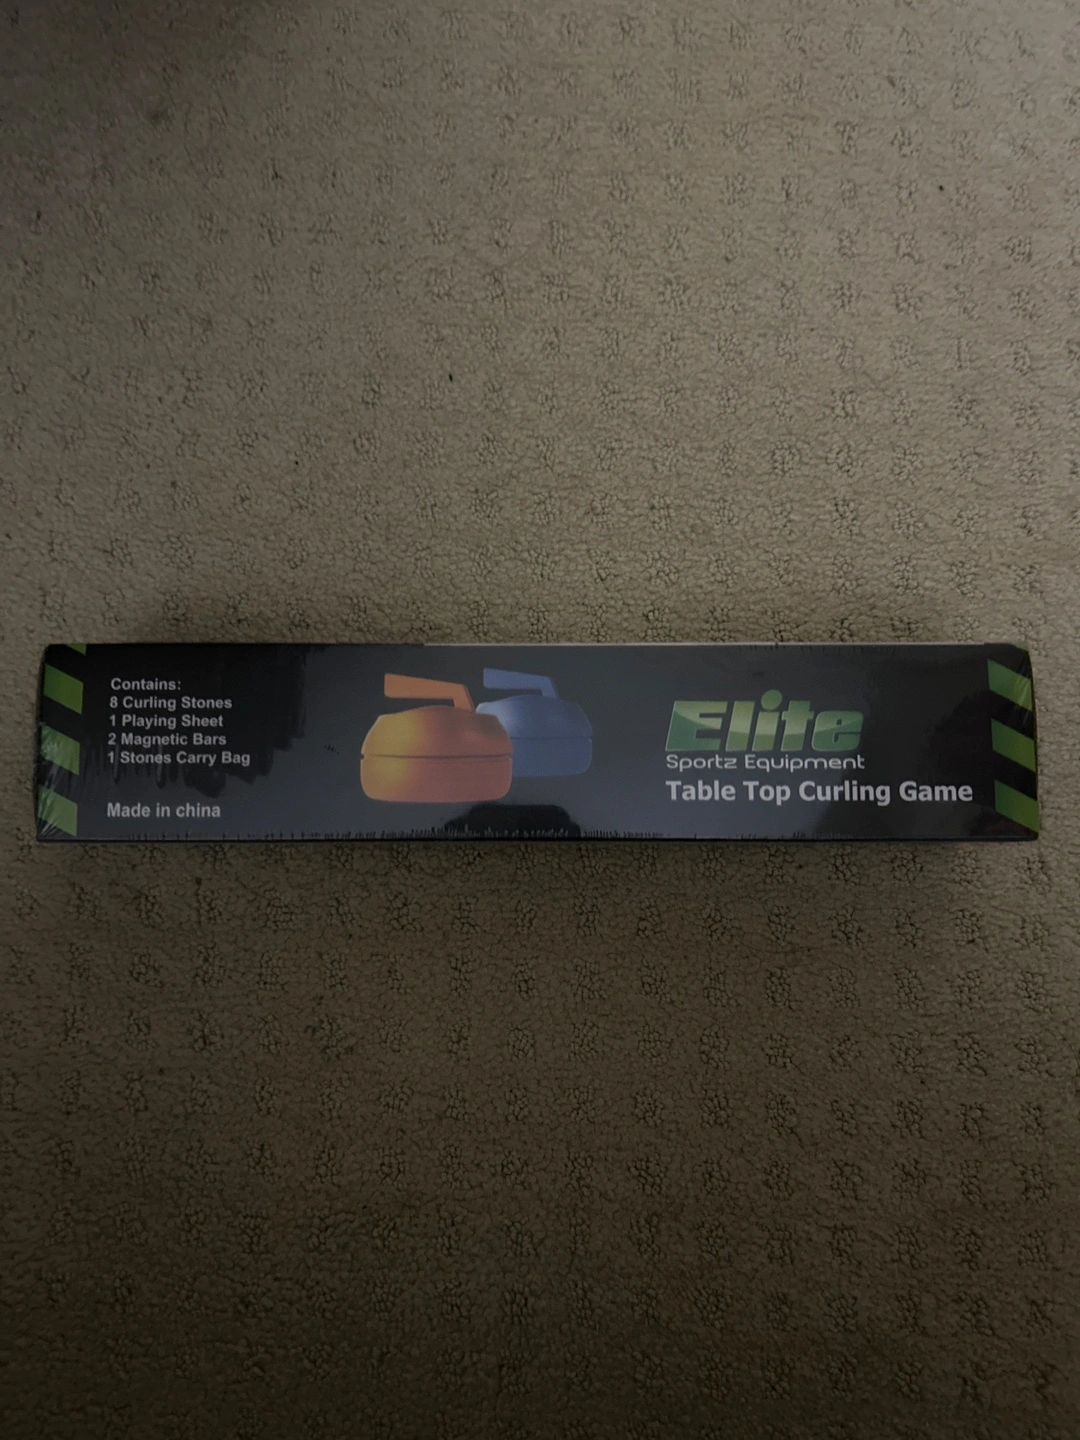 Contains:
8 Curling Stones
1 Playing Sheet
2 Magnetic Bars
1 Stones Carry Bag
Made in china
Elite
Sportz Equipment
Table Top Curling Game